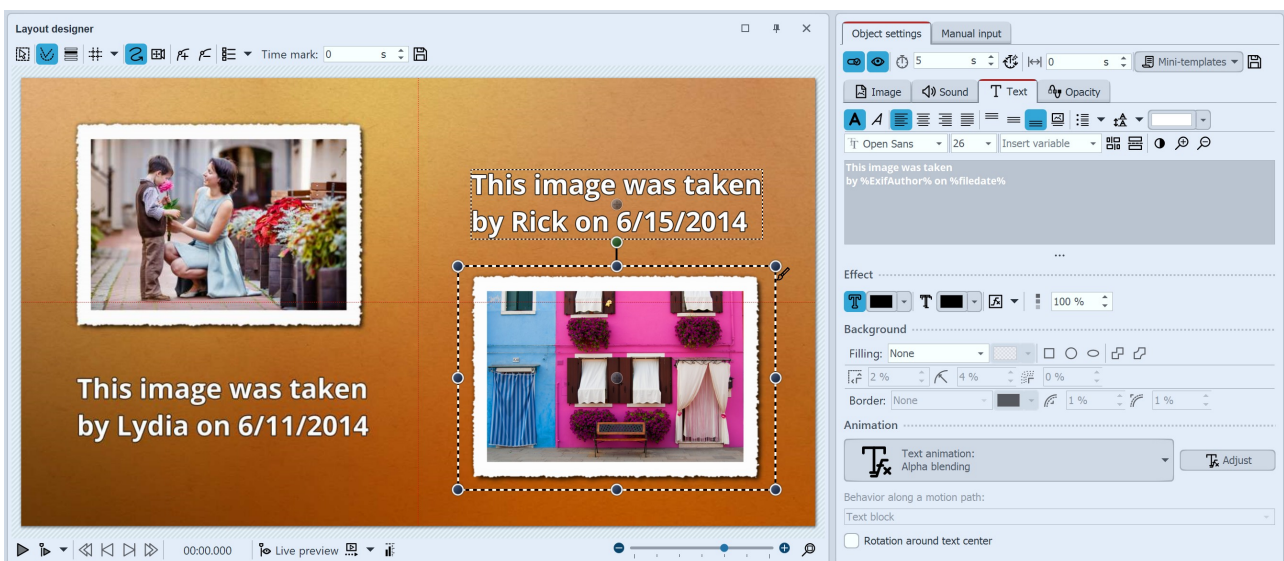 Layout designer
Time mark: 0 s
This image was taken
by Rick on 6/15/2014
This image was taken
by Lydia on 6/11/2014
00:00.000
Live preview
Object settings
Manual input
5 s
0 s
Mini-templates
Image
Sound
Text
Opacity
Open Sans
26
Insert variable
This image was taken
by %ExifAuthor% on %filedate%
...
Effect
100 %
Background
Filling: None
2 %
4 %
0 %
Border: None
1 %
1 %
Animation
Text animation:
Alpha blending
Adjust
Behavior along a motion path:
Text block
Rotation around text center